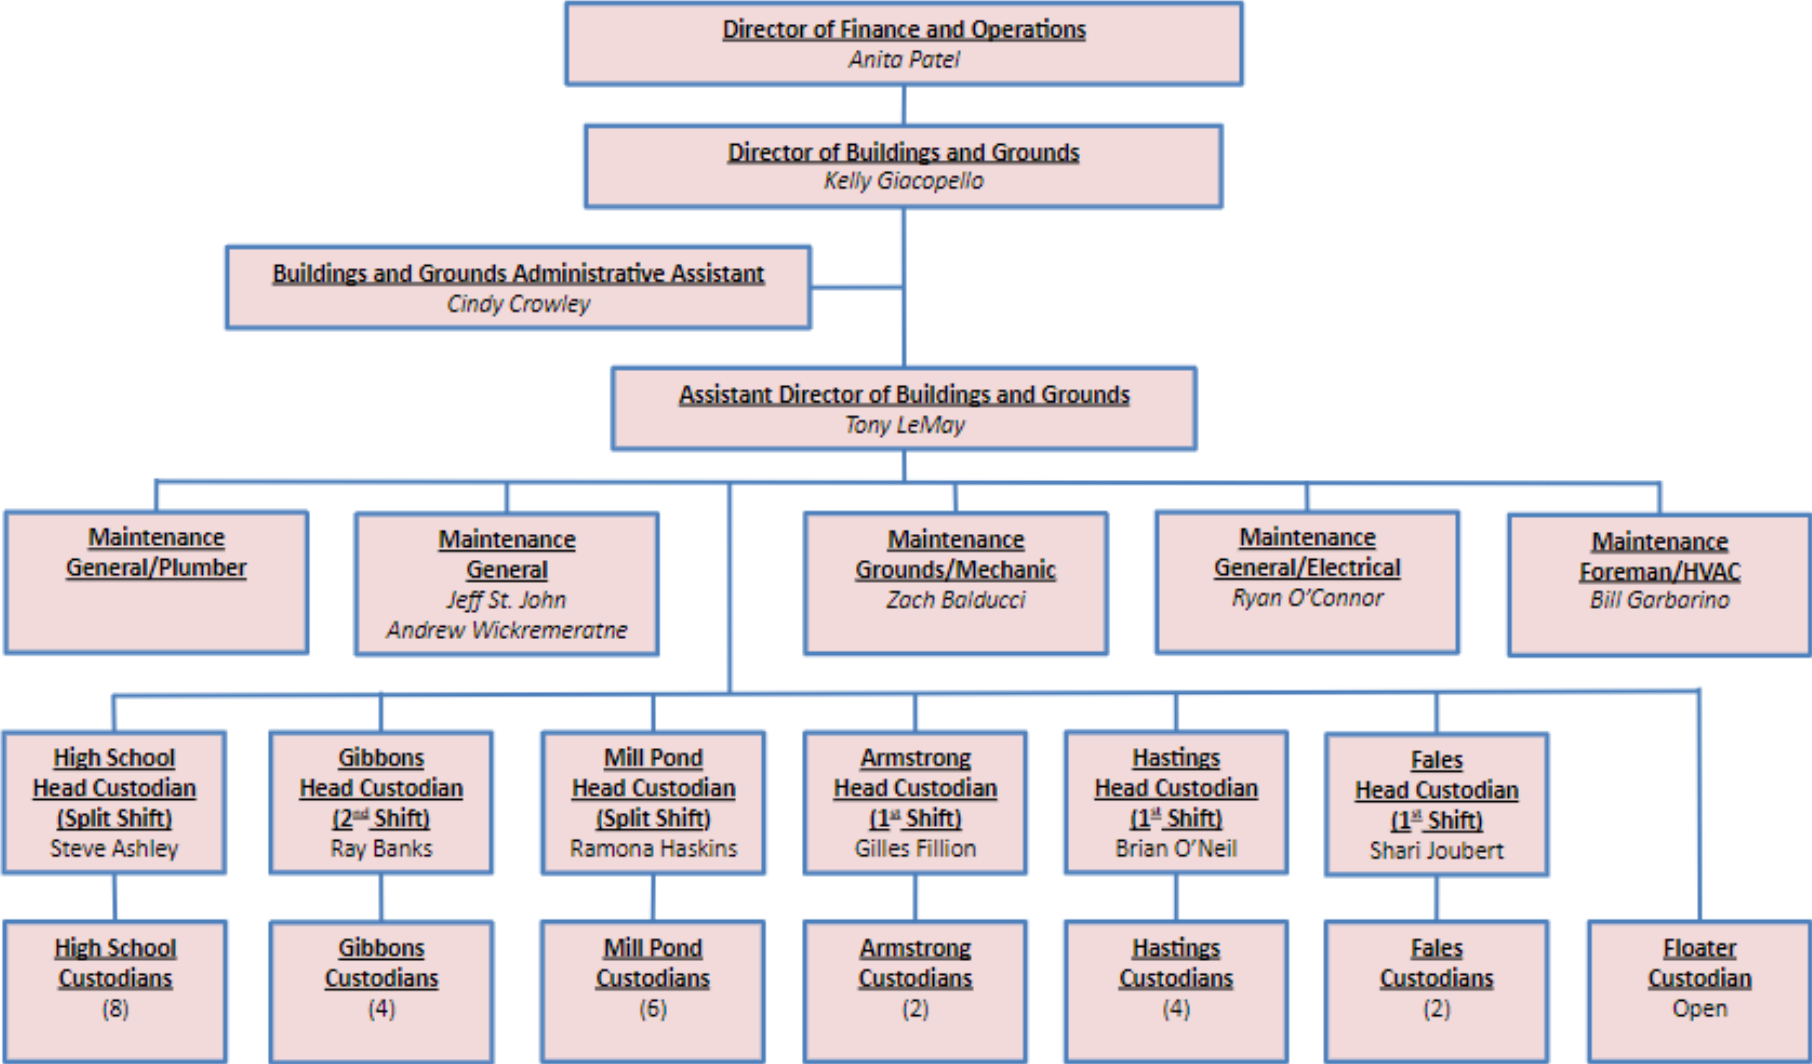 Director of Finance and Operations
Anita Patel
Director of Buildings and Grounds
Kelly Giacopello
Buildings and Grounds Administrative Assistant
Cindy Crowley
Assistant Director of Buildings and Grounds
Tony LeMay
Maintenance
General/Plumber
Maintenance
General
Jeff St. John
Andrew Wickremeratne
Maintenance
Grounds/Mechanic
Zach Balducci
Maintenance
General/Electrical
Ryan O'Connor
Maintenance
Foreman/HVAC
Bill Garbarino
High School
Head Custodian
(Split Shift)
Steve Ashley
Gibbons
Head Custodian
(2nd Shift)
Ray Banks
Mill Pond
Head Custodian
(Split Shift)
Ramona Haskins
Armstrong
Head Custodian
(1st Shift)
Gilles Fillion
Hastings
Head Custodian
(1st Shift)
Brian O'Neil
Fales
Head Custodian
(1st Shift)
Shari Joubert
High School
Custodians
(8)
Gibbons
Custodians
(4)
Mill Pond
Custodians
(6)
Armstrong
Custodians
(2)
Hastings
Custodians
(4)
Fales
Custodians
(2)
Floater
Custodian
Open